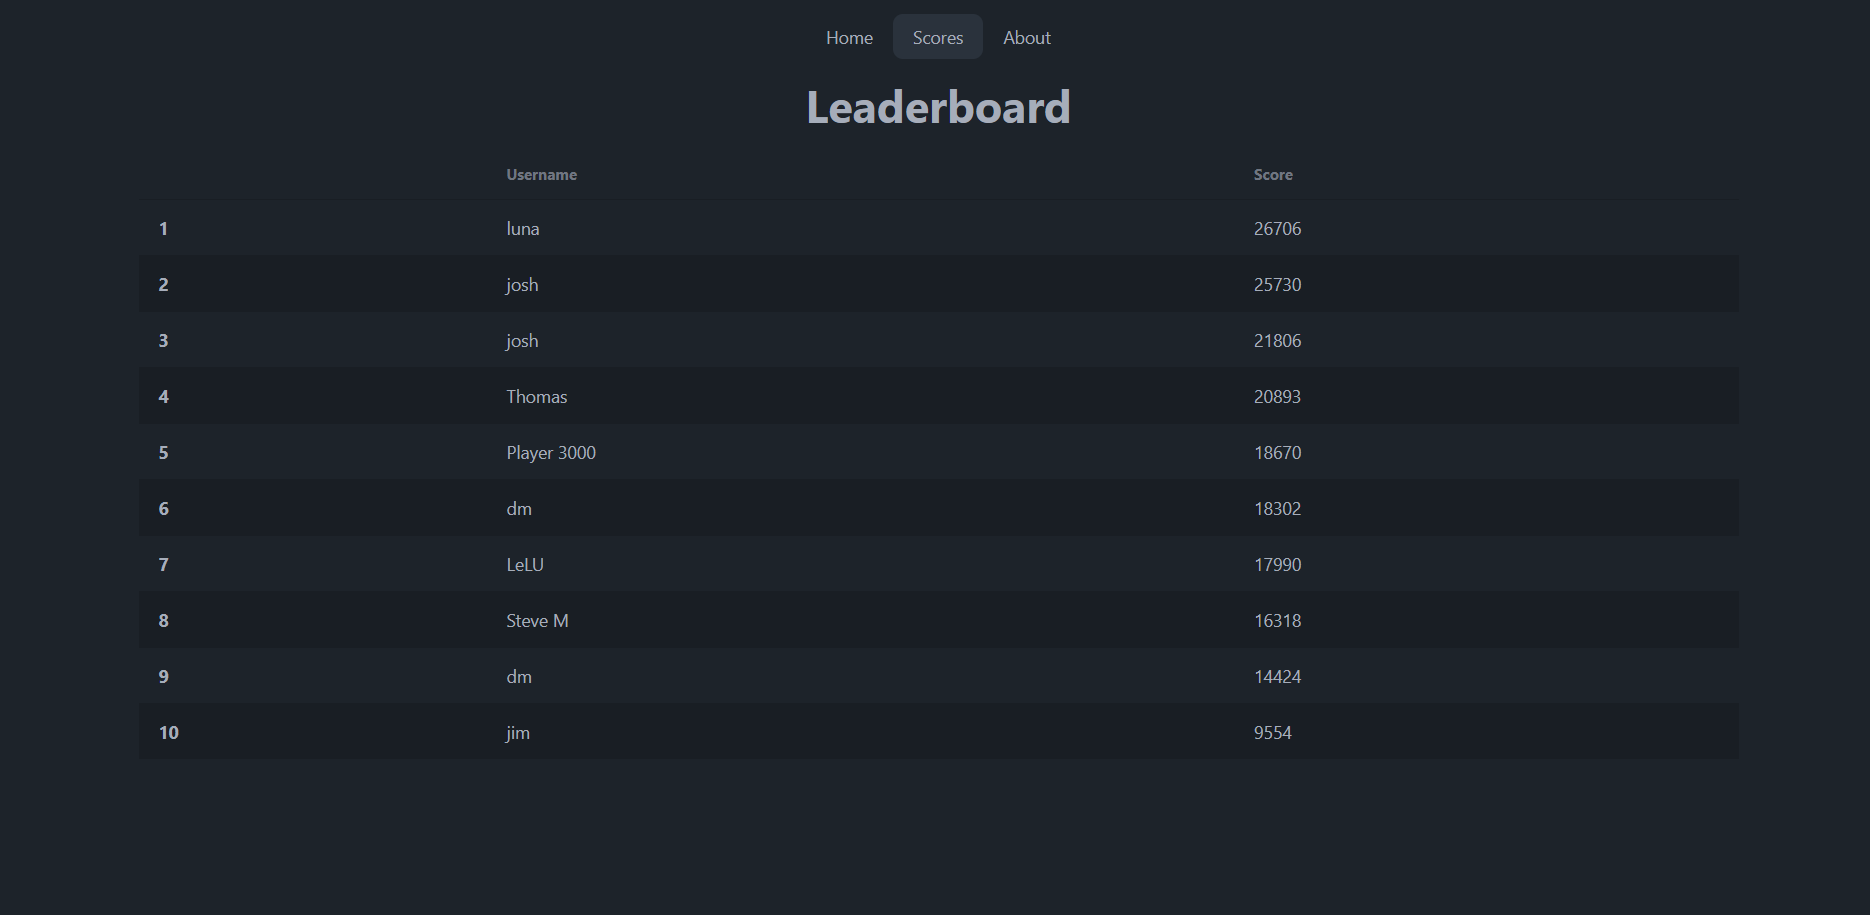 Home Scores About
Leaderboard
Username Score
1 luna 26706
2 josh 25730
3 josh 21806
4 Thomas 20893
5 Player 3000 18670
6 dm 18302
7 LeLU 17990
8 Steve M 16318
9 dm 14424
10 jim 9554